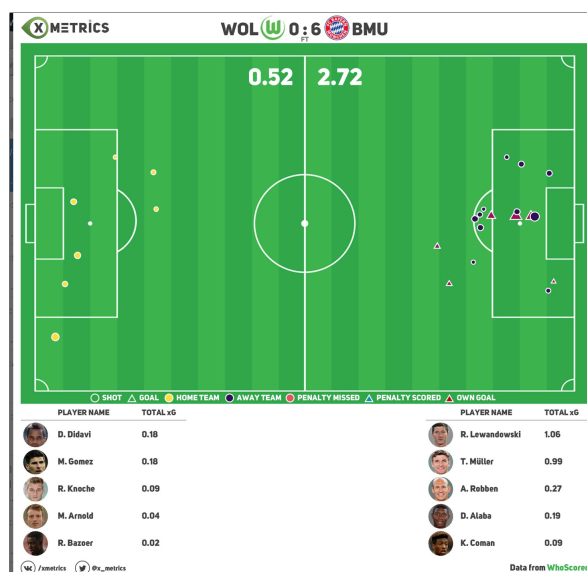 XMETRICS
WOL 0:6 BMU
FT
0.52 2.72
SHOT GOAL HOME TEAM AWAY TEAM PENALTY MISSED PENALTY SCORED OWN GOAL
PLAYER NAME TOTAL xG
D. Didavi 0.18
M. Gomez 0.18
R. Knoche 0.09
M. Arnold 0.04
R. Bazoer 0.02
PLAYER NAME TOTAL xG
R. Lewandowski 1.06
T. Müller 0.99
A. Robben 0.27
D. Alaba 0.19
K. Coman 0.09
/xmetrics @x_metrics
Data from WhoScored